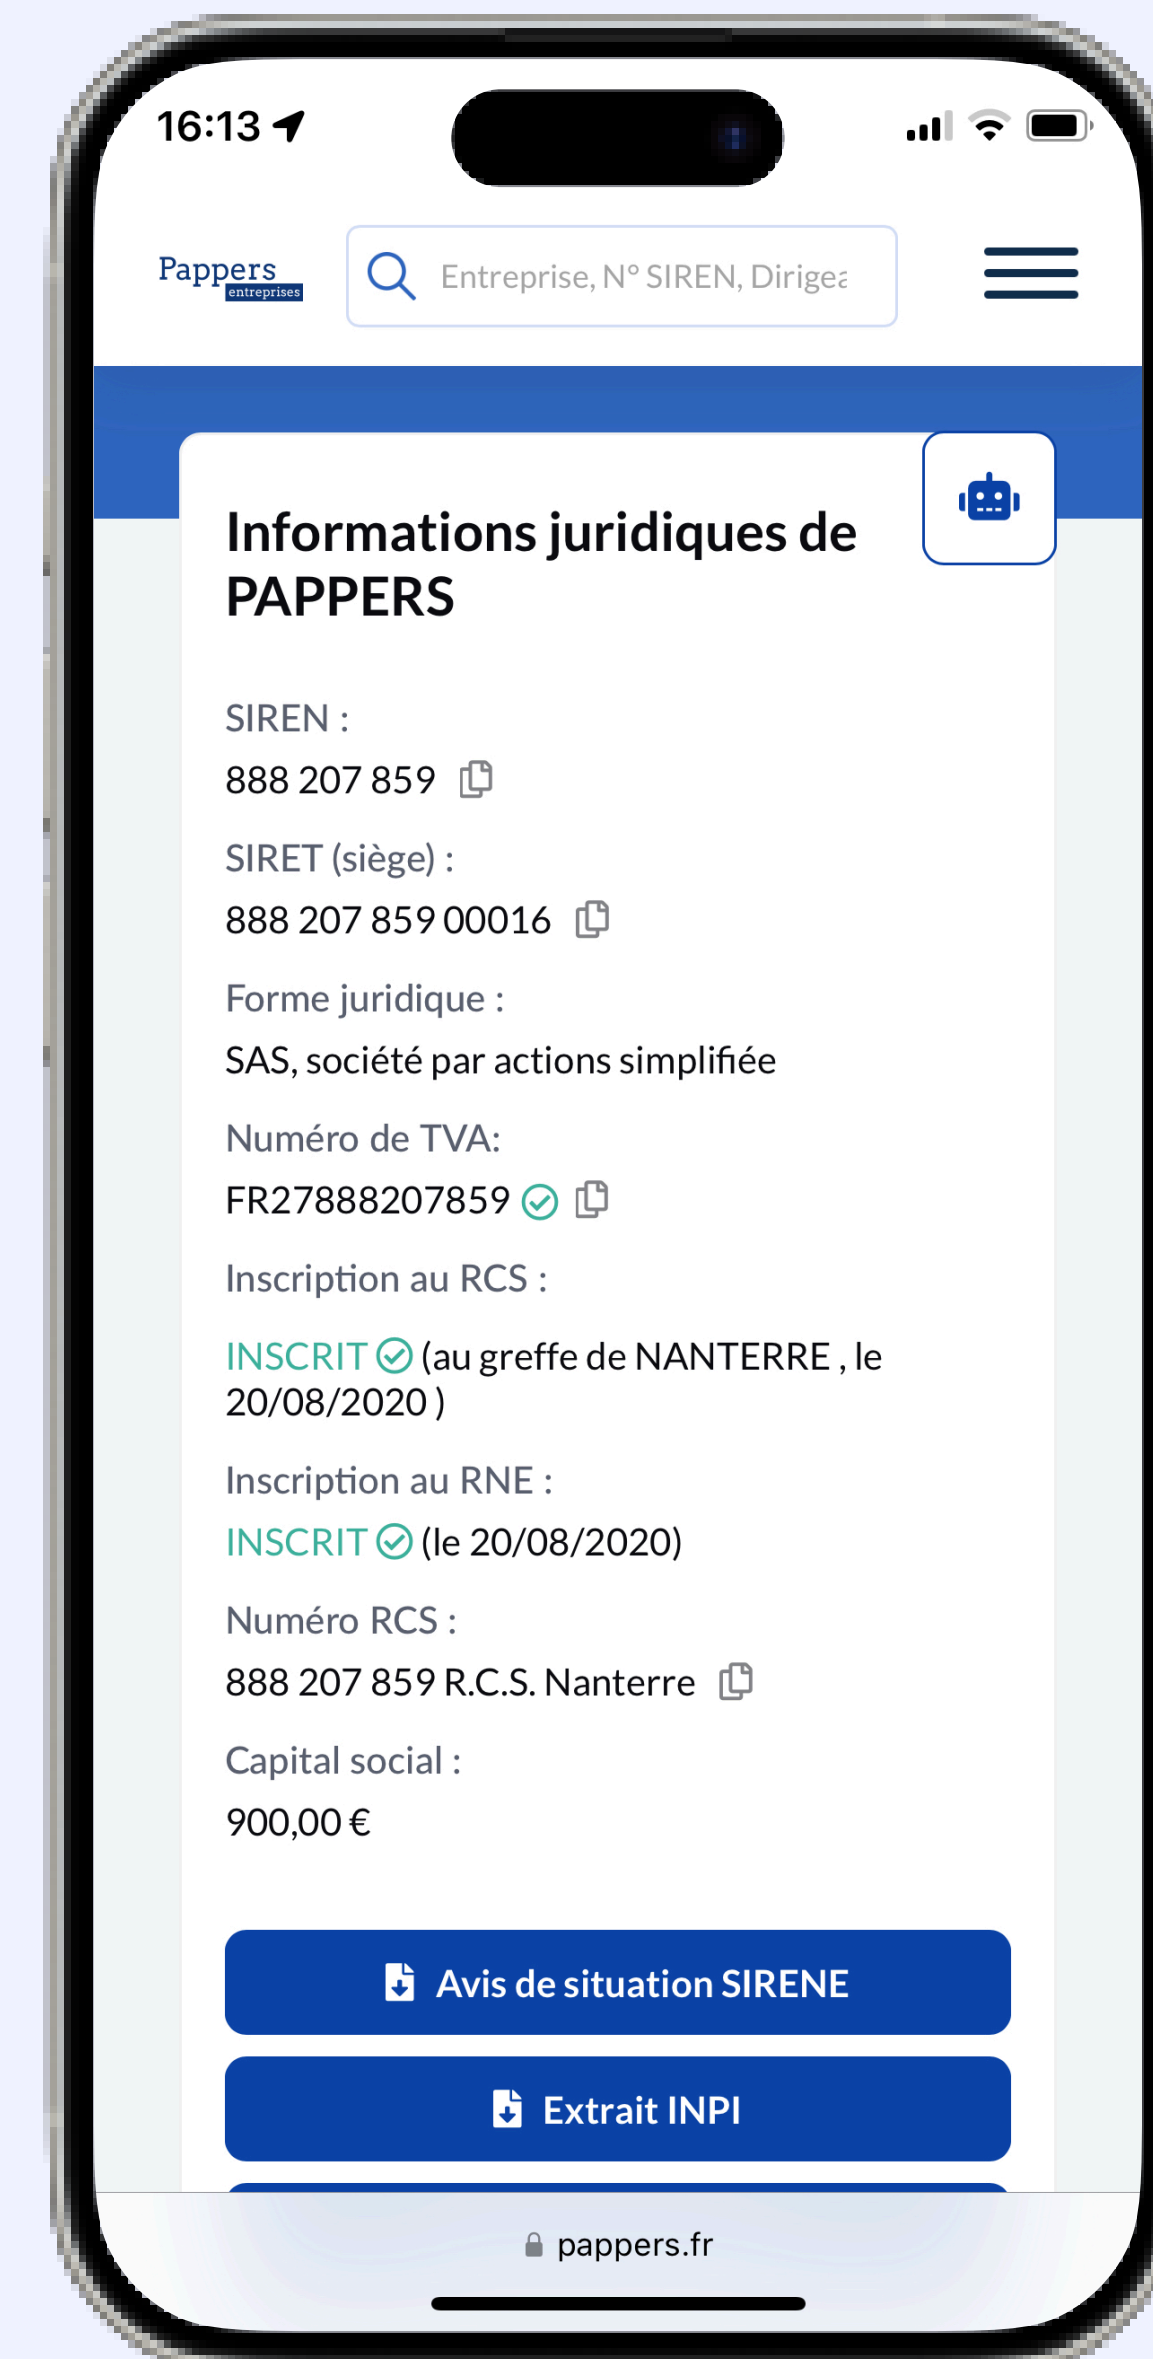 16:13
Pappers
entreprises
Entreprise, N° SIREN, Dirigea
Informations juridiques de
PAPPERS
SIREN :
888 207 859
SIRET (siège) :
888 207 859 00016
Forme juridique :
SAS, société par actions simplifiée
Numéro de TVA:
FR27888207859
Inscription au RCS :
INSCRIT (au greffe de NANTERRE , le
20/08/2020 )
Inscription au RNE :
INSCRIT (le 20/08/2020)
Numéro RCS :
888 207 859 R.C.S. Nanterre
Capital social :
900,00 €
Avis de situation SIRENE
Extrait INPI
pappers.fr